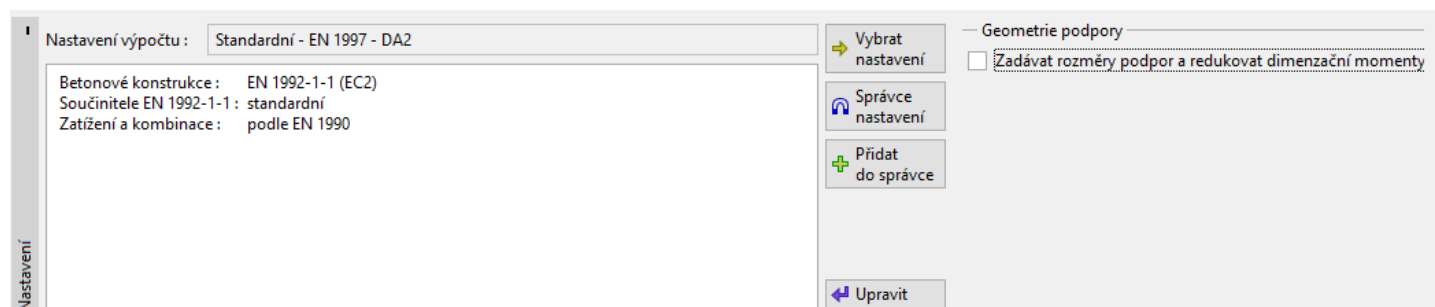 Nastavení výpočtu : Standardní - EN 1997 - DA2
Betonové konstrukce : EN 1992-1-1 (EC2)
Součinitele EN 1992-1-1 : standardní
Zatížení a kombinace : podle EN 1990
Vybrat
nastavení
Správce
nastavení
Přidat
do správce
Upravit
Geometrie podpory
Zadávat rozměry podpor a redukovat dimenzační momenty
Nastavení